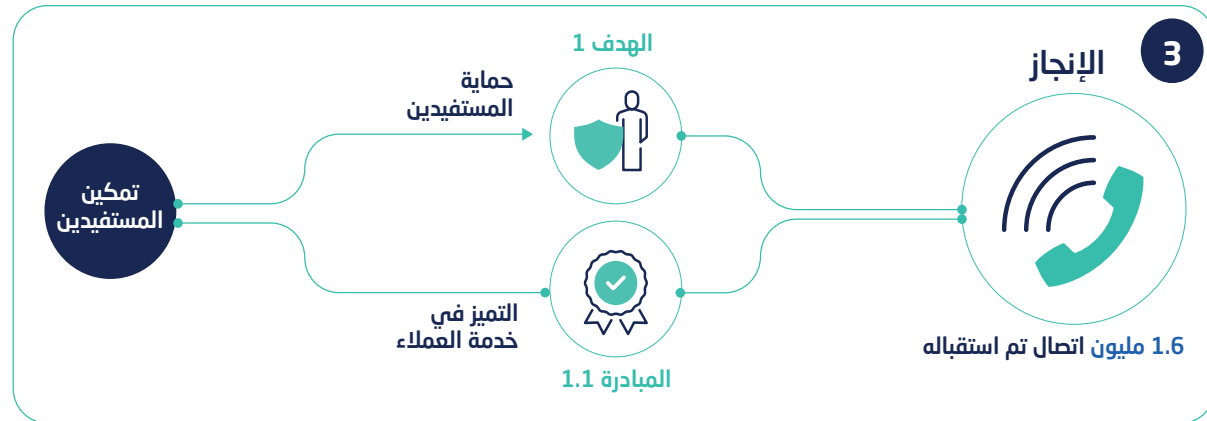 3
الإنجاز
1.6 مليون اتصال تم استقباله
الهدف 1
حماية
المستفيدين
التميز في
خدمة العملاء
المبادرة 1.1
تمكين
المستفيدين